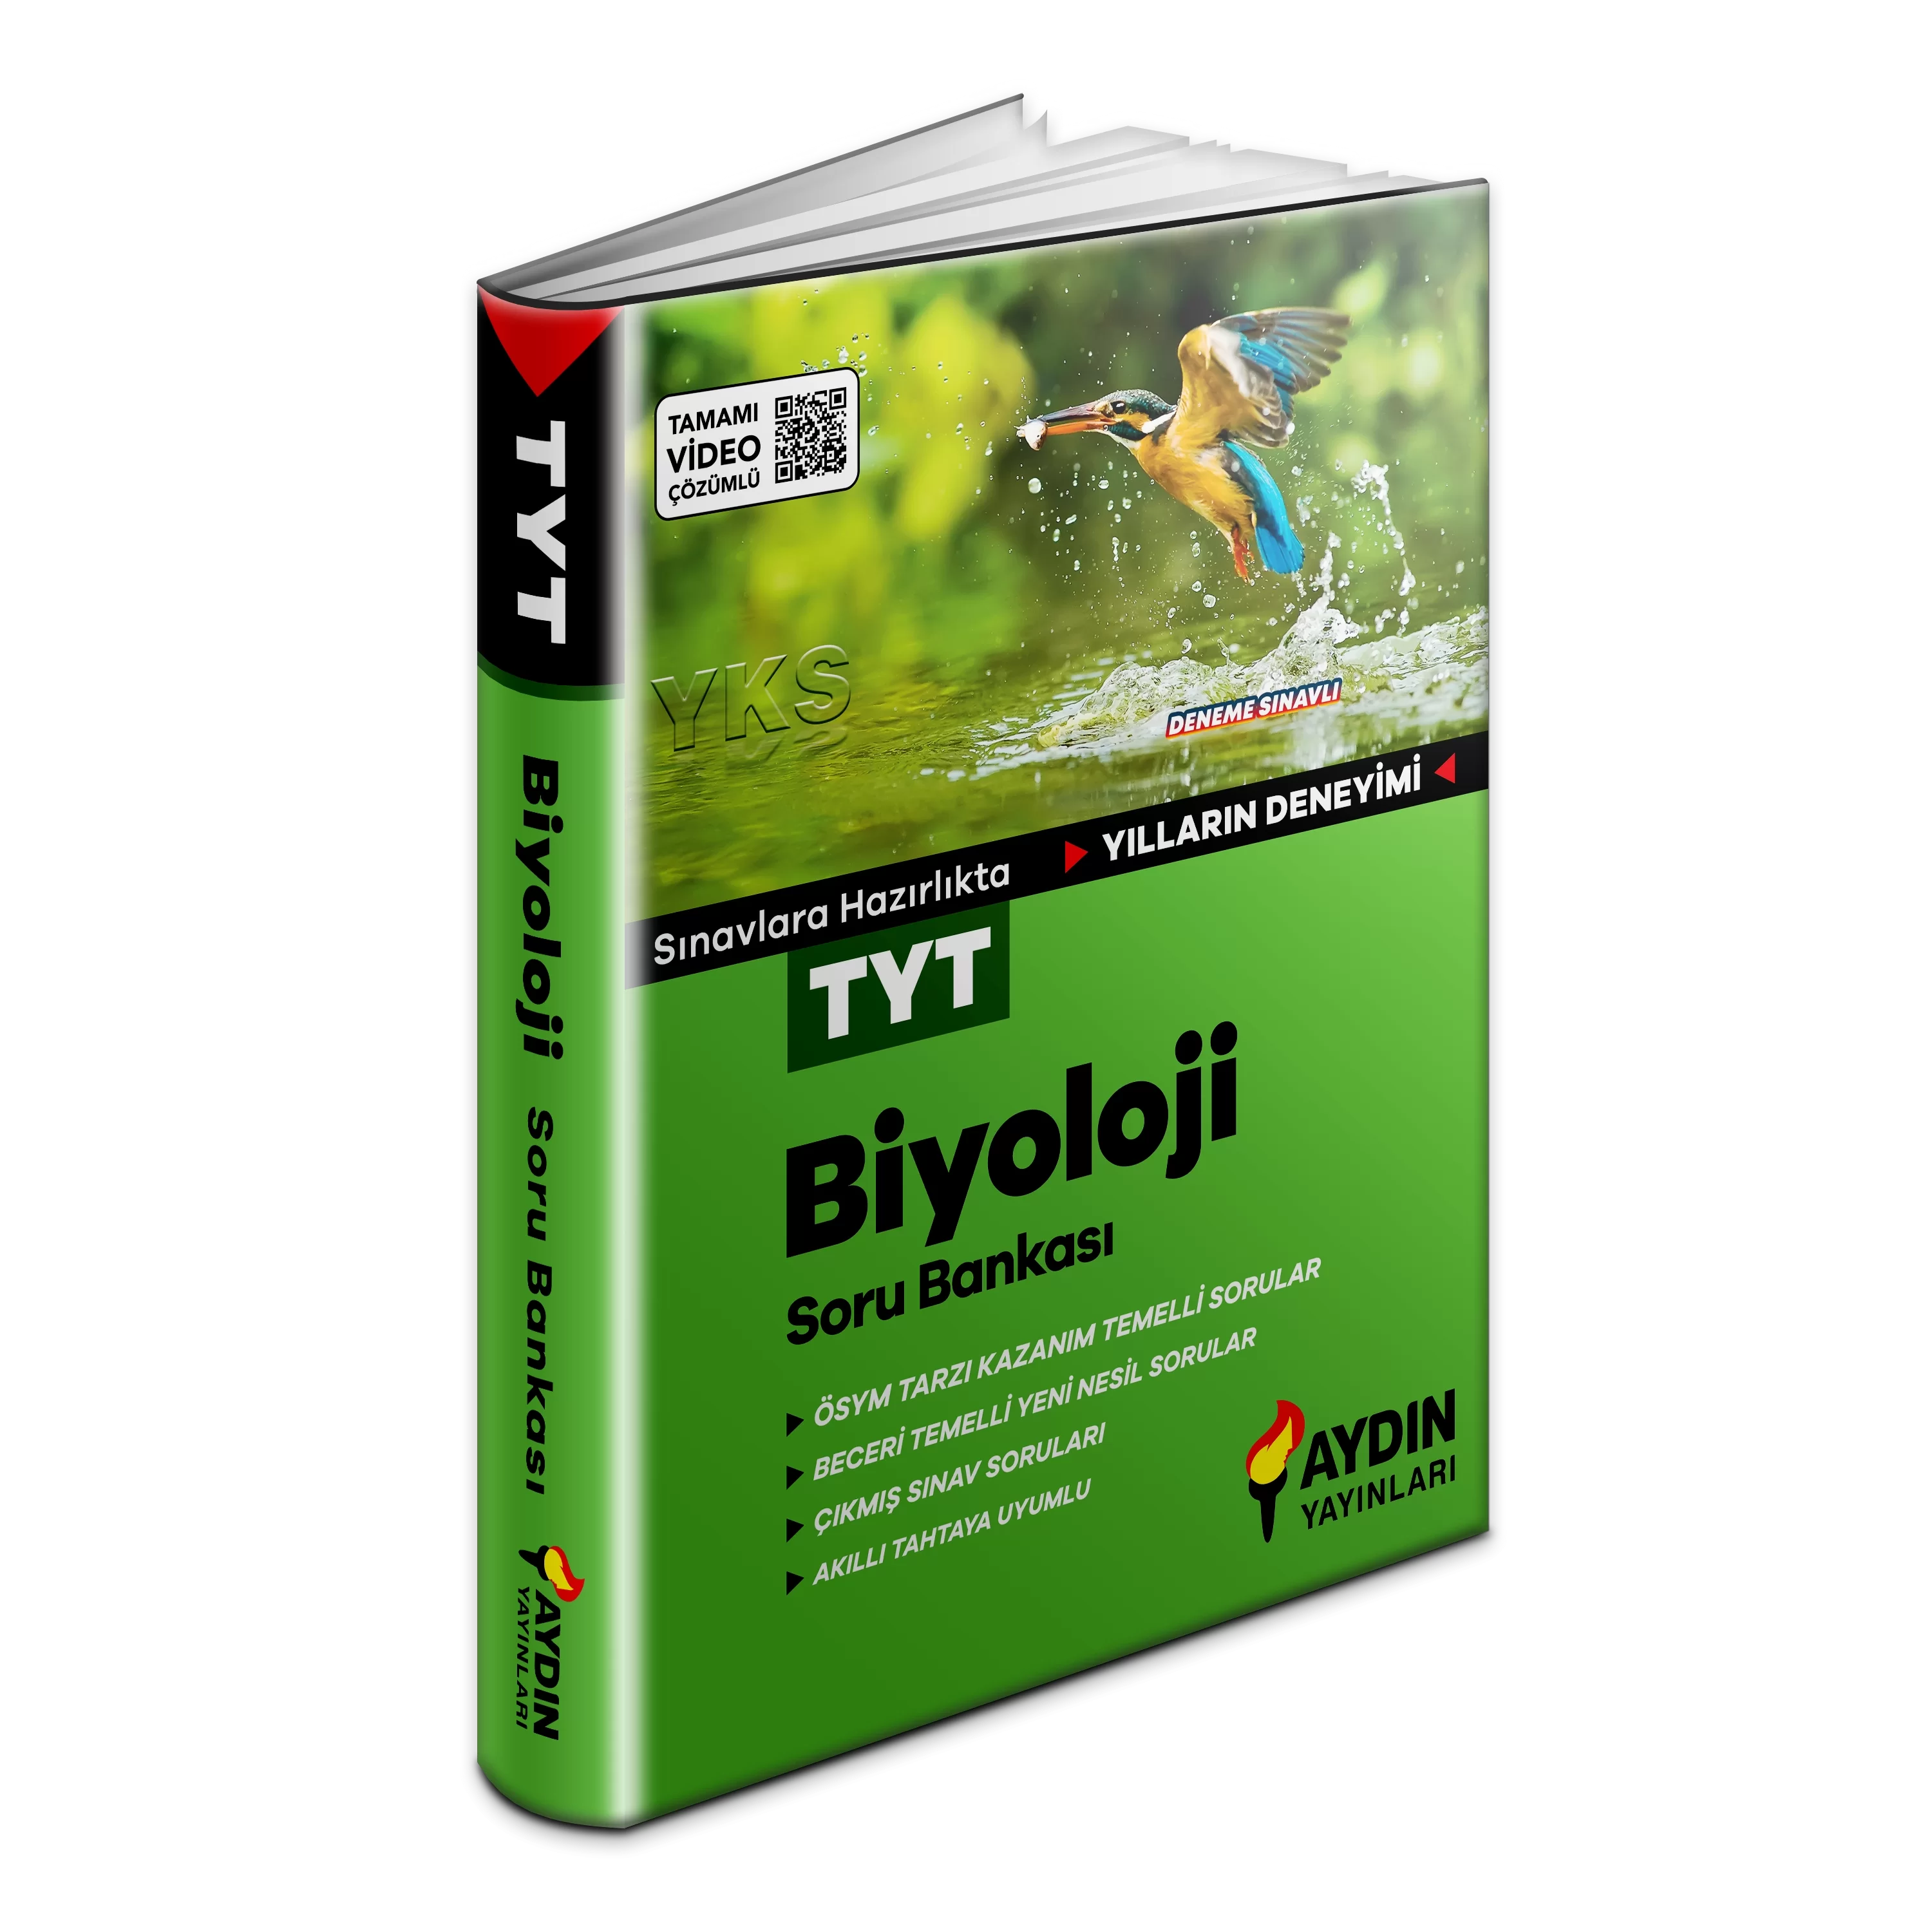 TYT
Biyoloji Soru Bankası
AYDIN
YAYINLARI
TAMAMI
VİDEO
ÇÖZÜMLÜ
YKS
DENEME SINAVLI
Sınavlara Hazırlıkta YILLARIN DENEYİMİ
TYT
Biyoloji
Soru Bankası
ÖSYM TARZI KAZANIM TEMELLİ SORULAR
BECERİ TEMELLİ YENİ NESİL SORULAR
ÇIKMIŞ SINAV SORULARI
AKILLI TAHTAYA UYUMLU
AYDIN
YAYINLARI